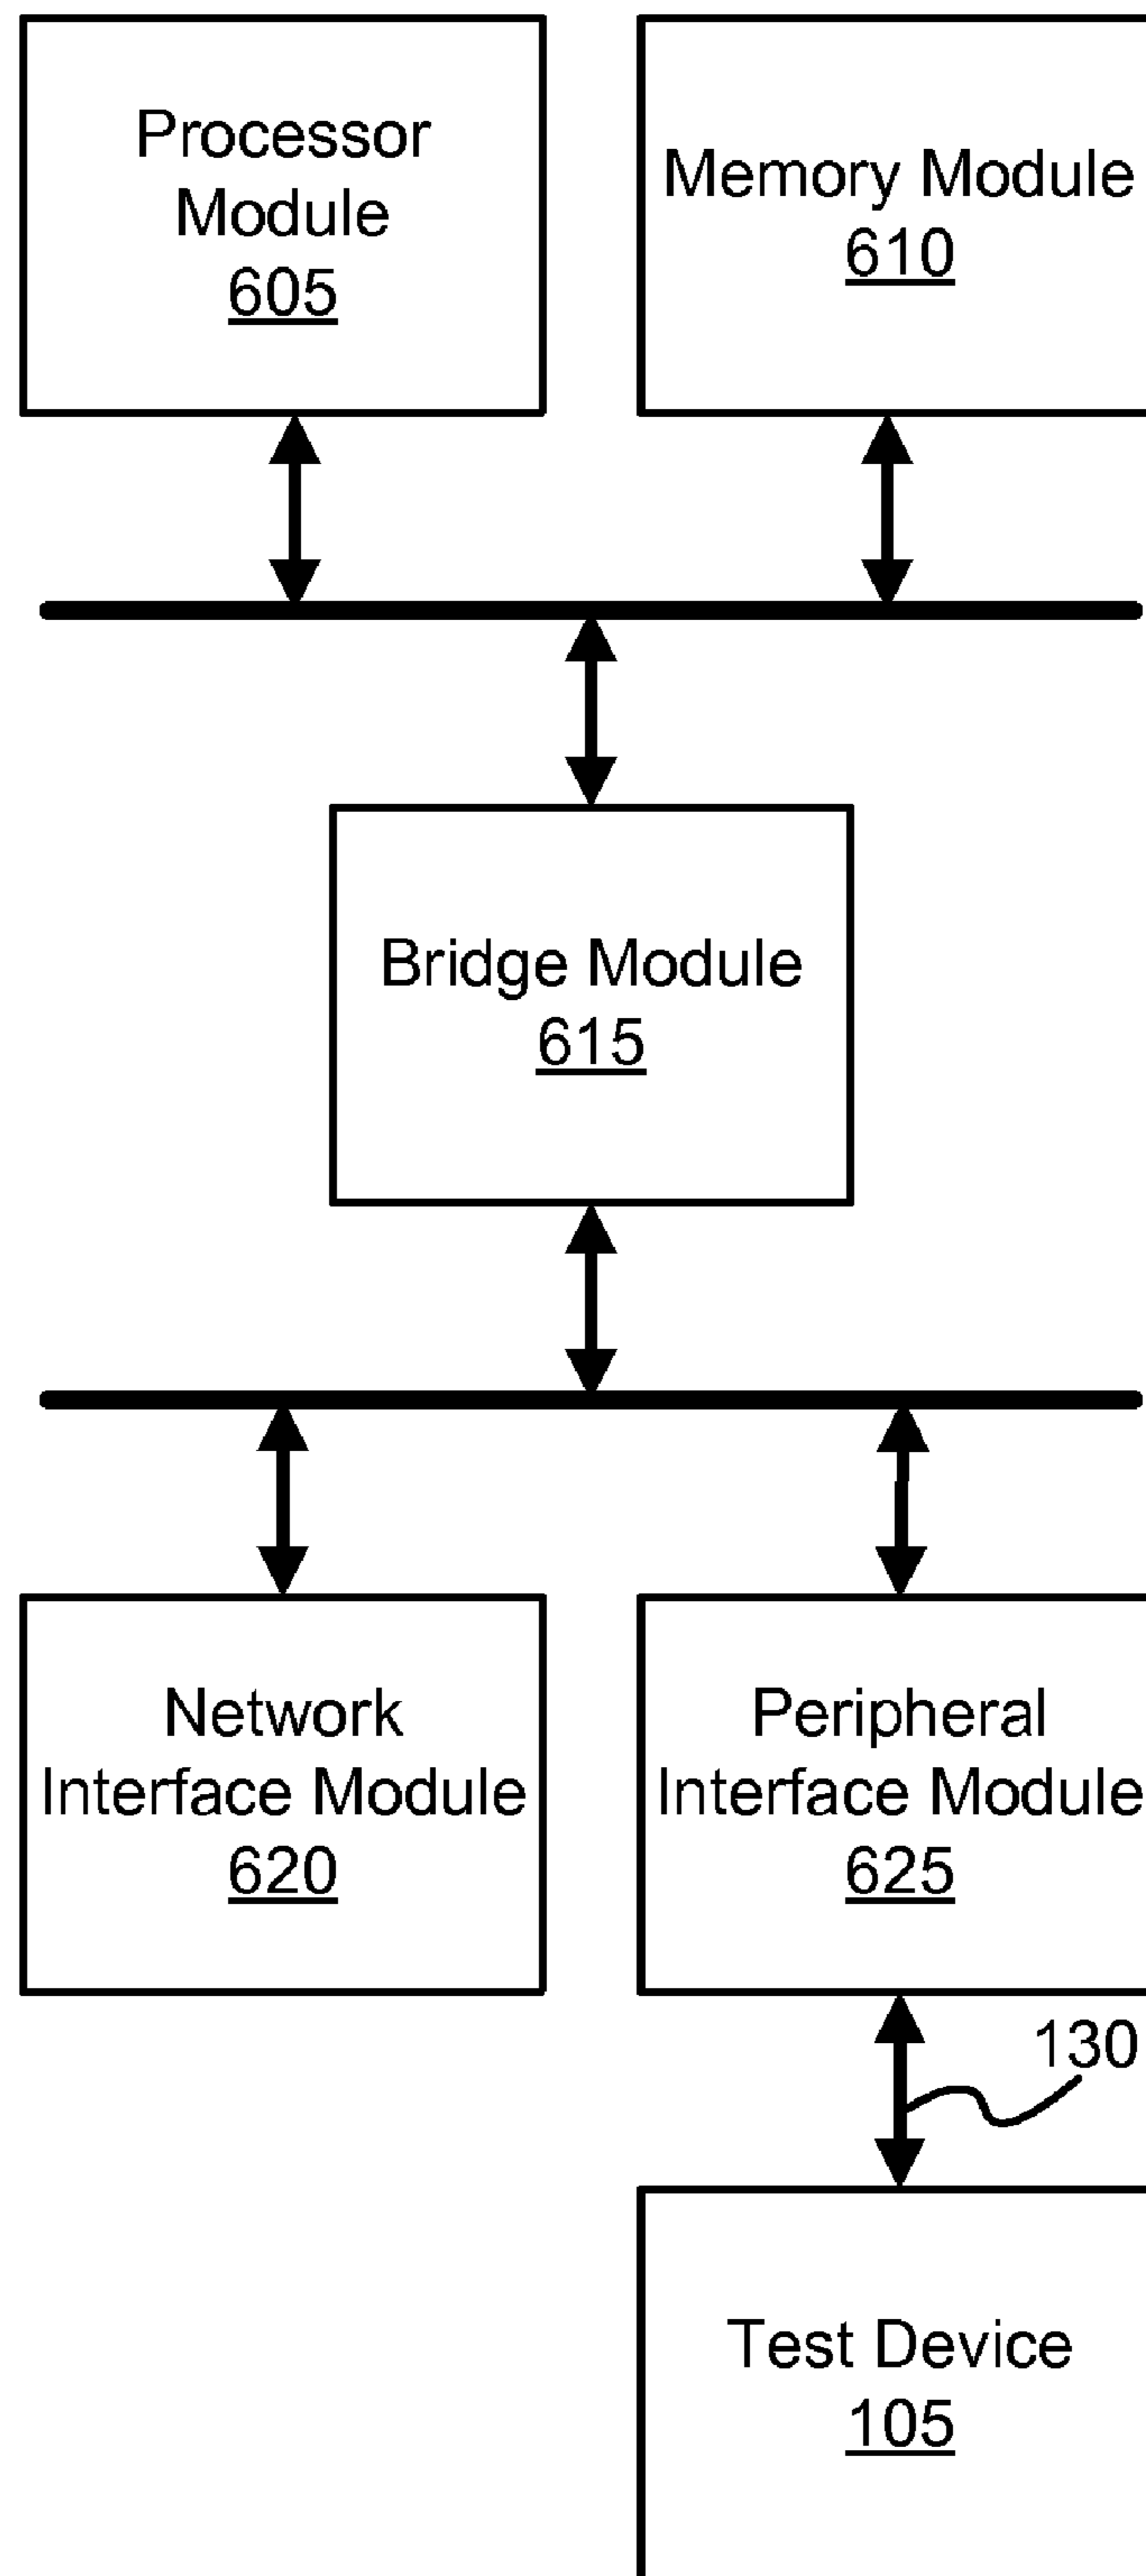 Processor
Module
605
Memory Module
610
Bridge Module
615
Network
Interface Module
620
Peripheral
Interface Module
625
130
Test Device
105